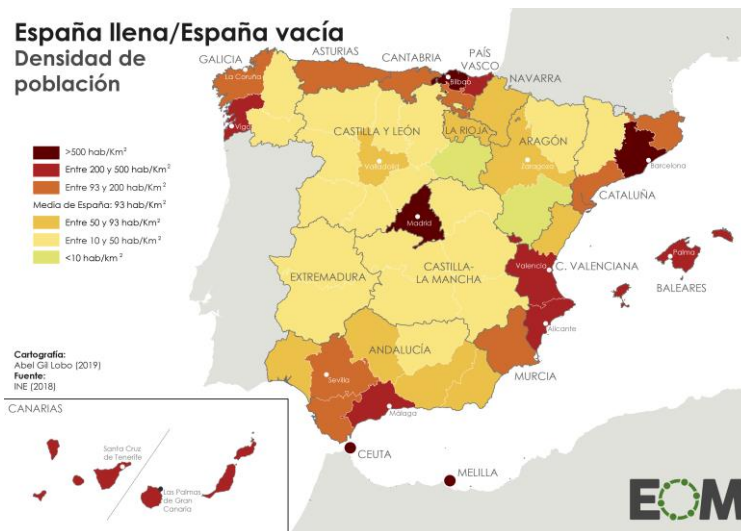 España llena/España vacía
Densidad de
población
>500 hab/Km²
Entre 200 y 500 hab/Km²
Entre 93 y 200 hab/Km²
Media de España: 93 hab/Km²
Entre 50 y 93 hab/Km²
Entre 10 y 50 hab/Km²
<10 hab/km²
GALICIA
ASTURIAS
CANTABRIA
PAÍS
VASCO
NAVARRA
La Coruña
Bilbao
Vigo
CASTILLA Y LEÓN
LA RIOJA
ARAGÓN
Valladolid
Zaragoza
Barcelona
CATALUÑA
Madrid
EXTREMADURA
CASTILLA-
LA MANCHA
Valencia
C. VALENCIANA
Palma
BALEARES
Alicante
ANDALUCÍA
MURCIA
Sevilla
Málaga
CEUTA
MELILLA
Cartografía:
Abel Gil Lobo (2019)
Fuente:
INE (2018)
CANARIAS
Santa Cruz
de Tenerife
Las Palmas
de Gran
Canaria
EOM